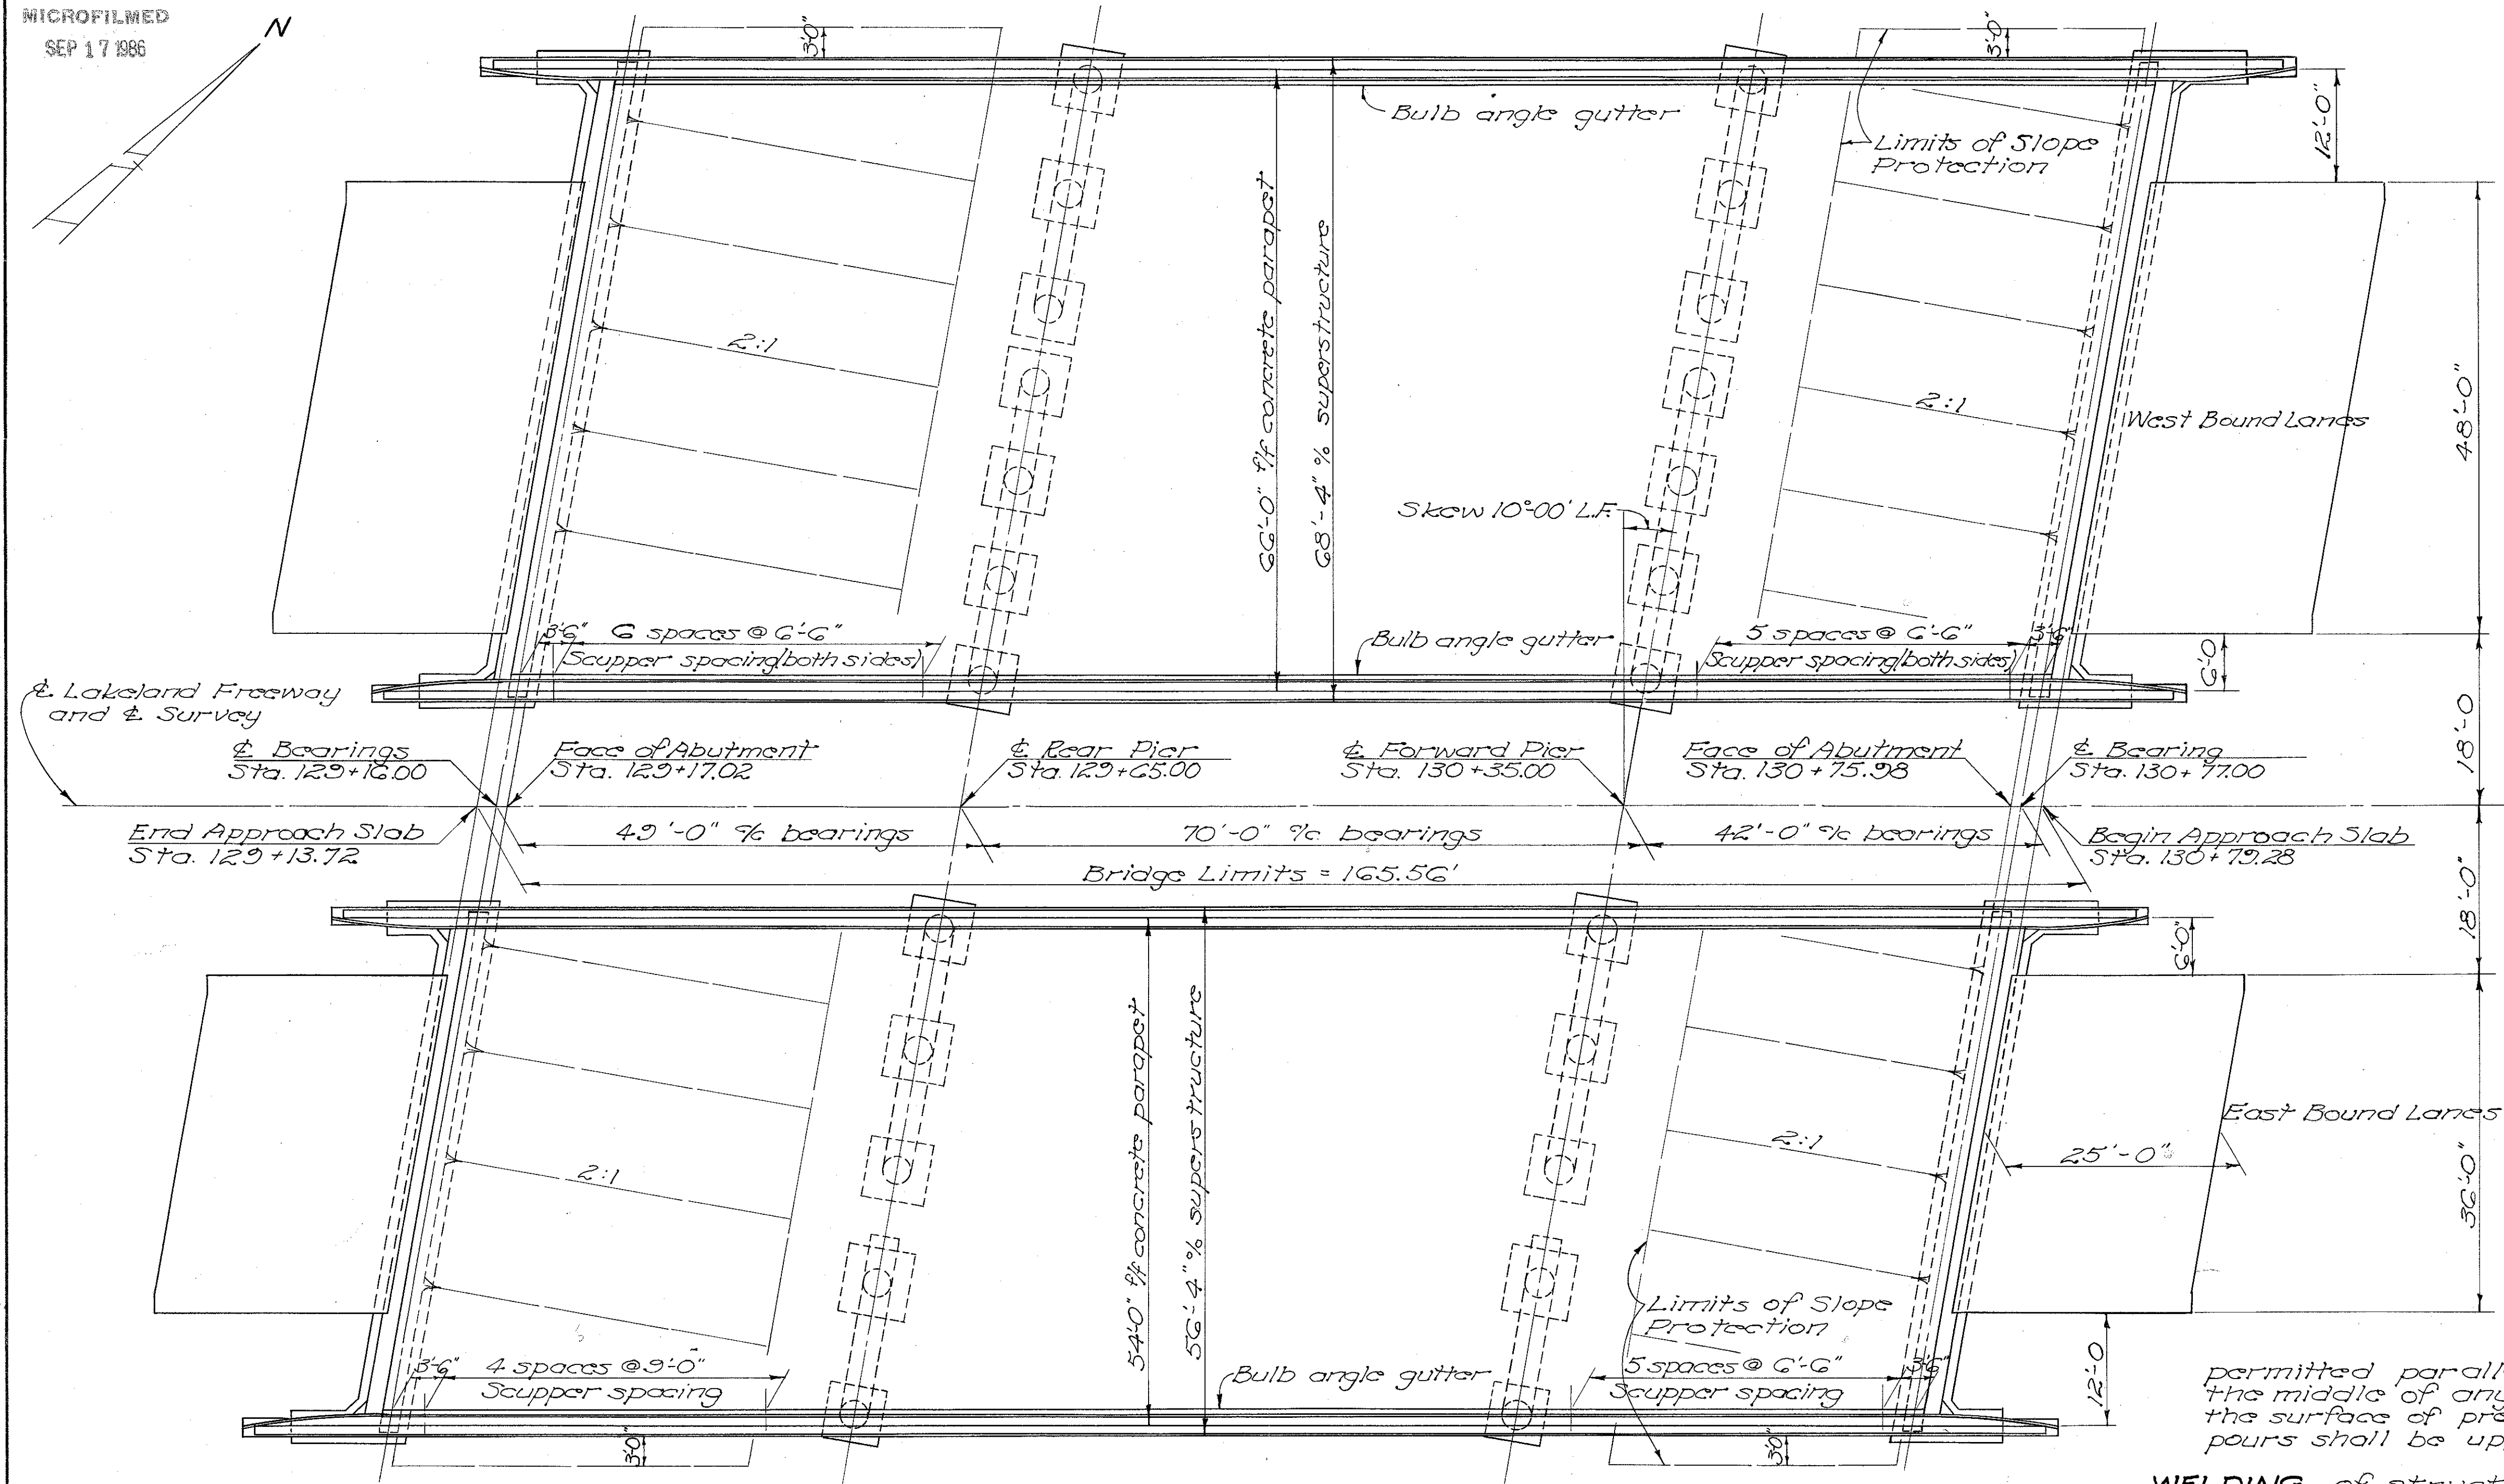 MICROFILMED
SEP 17 1986
N
3'-0"
3'-0"
Bulb angle gutter
Limits of Slope
Protection
12'-0"
66'-0" f/f concrete parapet
68'-4" o/o superstructure
2:1
2:1
West Bound Lanes
48'-0"
Skew 10°-00' L.F.
3'-6" 6 spaces @ 6'-6"
Scupper spacing (both sides)
Bulb angle gutter
5 spaces @ 6'-6" 3'-6"
Scupper spacing (both sides)
6'-0
℄ Lakeland Freeway
and ℄ Survey
18'-0
℄ Bearings
Sta. 129+16.00
Face of Abutment
Sta. 129+17.02
℄ Rear Pier
Sta. 129+65.00
℄ Forward Pier
Sta. 130+35.00
Face of Abutment
Sta. 130+75.98
℄ Bearing
Sta. 130+77.00
End Approach Slab
Sta. 129+13.72
49'-0" c/c bearings
70'-0" c/c bearings
42'-0" c/c bearings
Begin Approach Slab
Sta. 130+79.28
Bridge Limits = 165.56'
18'-0"
6'-0"
54'-0" f/f concrete parapet
56'-4" o/o superstructure
2:1
2:1
East Bound Lanes
25'-0"
36'-0"
Limits of Slope
Protection
3'-6" 4 spaces @ 9'-0"
Scupper spacing
Bulb angle gutter
5 spaces @ 6'-6" 3'-6"
Scupper spacing
12'-0
3'-0"
3'-0"
permitted parall
the middle of any
the surface of pre
pours shall be up
WELDING of struct